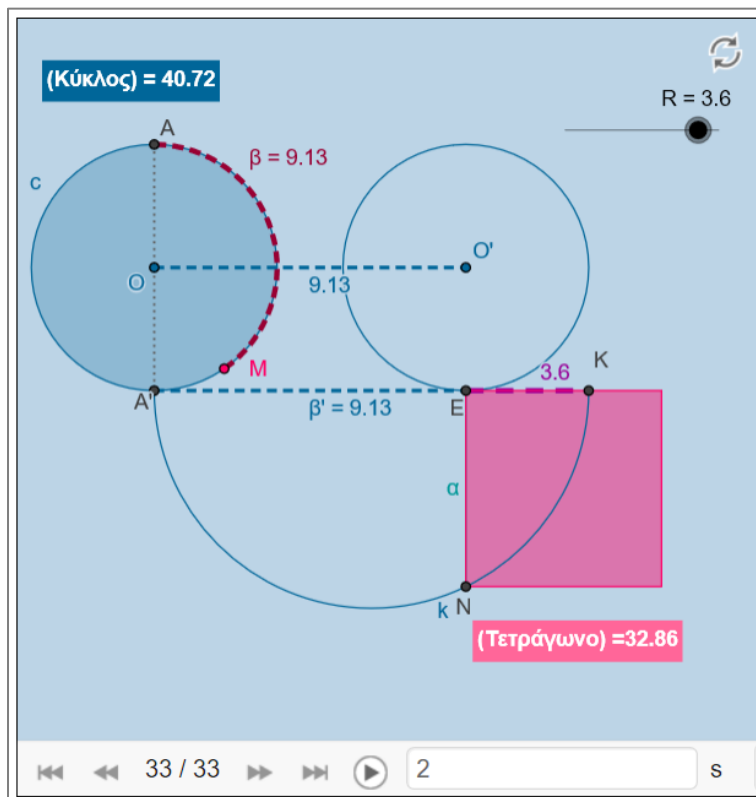 (Κύκλος) = 40.72
R = 3.6
A
c
β = 9.13
O
O'
9.13
M
K
3.6
A'
β' = 9.13
E
α
k
N
(Τετράγωνο) =32.86
33 / 33
2
s